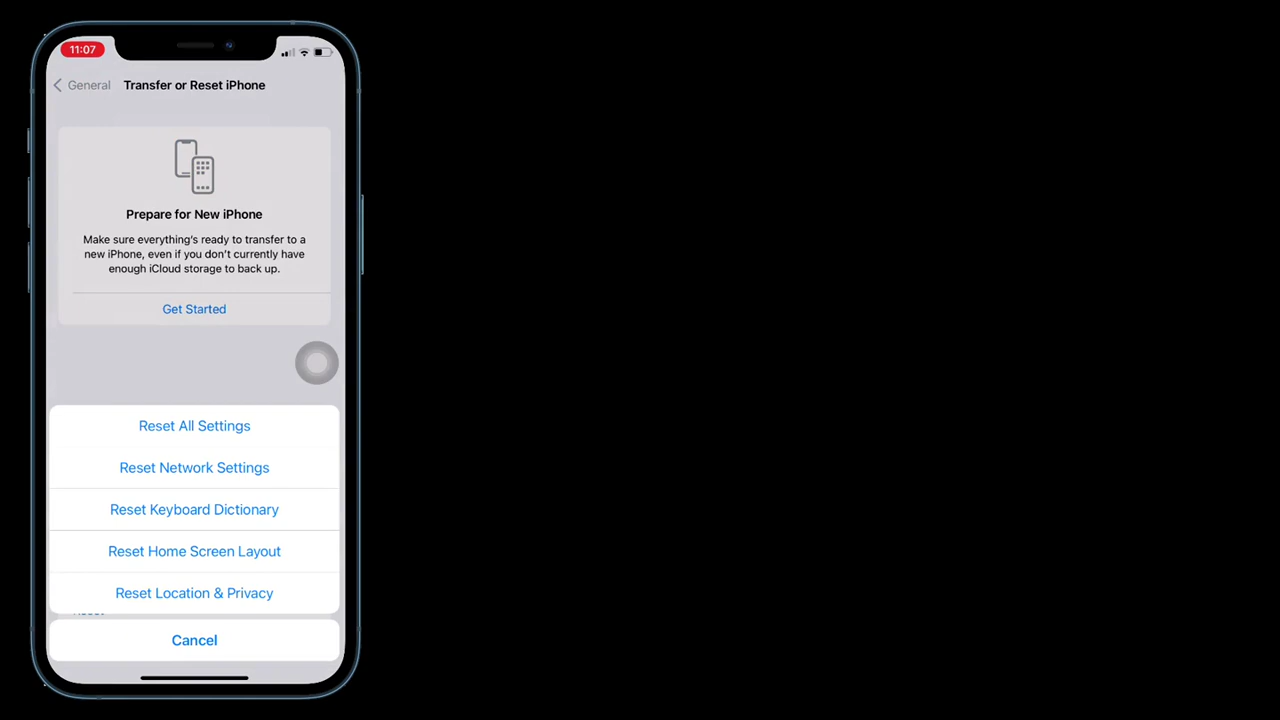 11:07
General
Transfer or Reset iPhone
Prepare for New iPhone
Make sure everything's ready to transfer to a
new iPhone, even if you don't currently have
enough iCloud storage to back up.
Get Started
Reset All Settings
Reset Network Settings
Reset Keyboard Dictionary
Reset Home Screen Layout
Reset Location & Privacy
Reset
Cancel